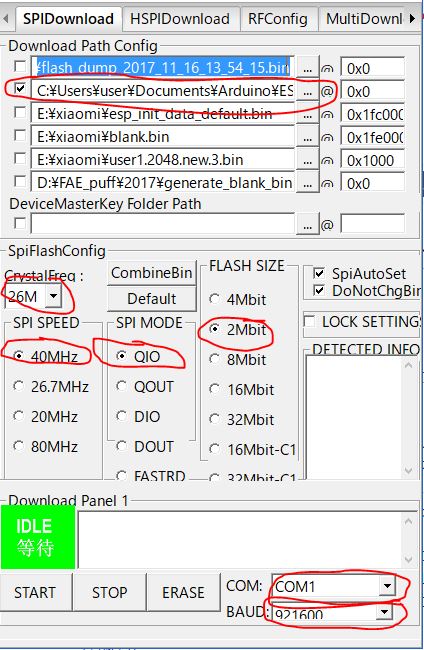 SPIDownload HSPIDownload RFConfig MultiDownl
Download Path Config
¥flash_dump_2017_11_16_13_54_15.bin ... @ 0x0
C:¥Users¥user¥Documents¥Arduino¥ES ... @ 0x0
E:¥xiaomi¥esp_init_data_default.bin ... @ 0x1fc000
E:¥xiaomi¥blank.bin ... @ 0x1fe000
E:¥xiaomi¥user1.2048.new.3.bin ... @ 0x1000
D:¥FAE_puff¥2017¥generate_blank_bin ... @ 0x0
DeviceMasterKey Folder Path
... @
SpiFlashConfig
CrystalFreq :
26M
CombineBin
Default
SPI SPEED
40MHz
26.7MHz
20MHz
80MHz
SPI MODE
QIO
QOUT
DIO
DOUT
FASTRD
FLASH SIZE
4Mbit
2Mbit
8Mbit
16Mbit
32Mbit
16Mbit-C1
32Mbit-C1
SpiAutoSet
DoNotChgBin
LOCK SETTINGS
DETECTED INFO
Download Panel 1
IDLE
等待
START STOP ERASE
COM: COM1
BAUD: 921600